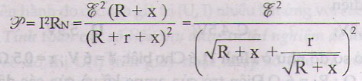 𝒫 = I²R_N = ℰ²(R + x) / (R + r + x)² = ℰ² / (√(R + x) + r / √(R + x))²